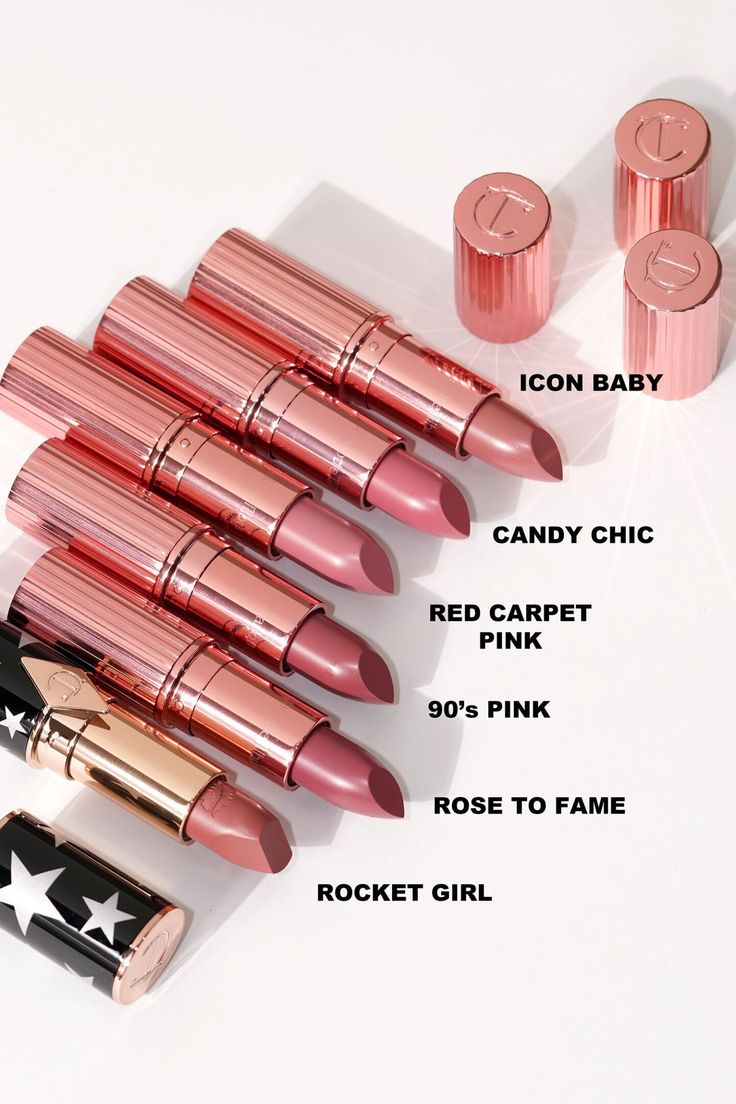 ICON BABY
CANDY CHIC
RED CARPET
PINK
90's PINK
ROSE TO FAME
ROCKET GIRL